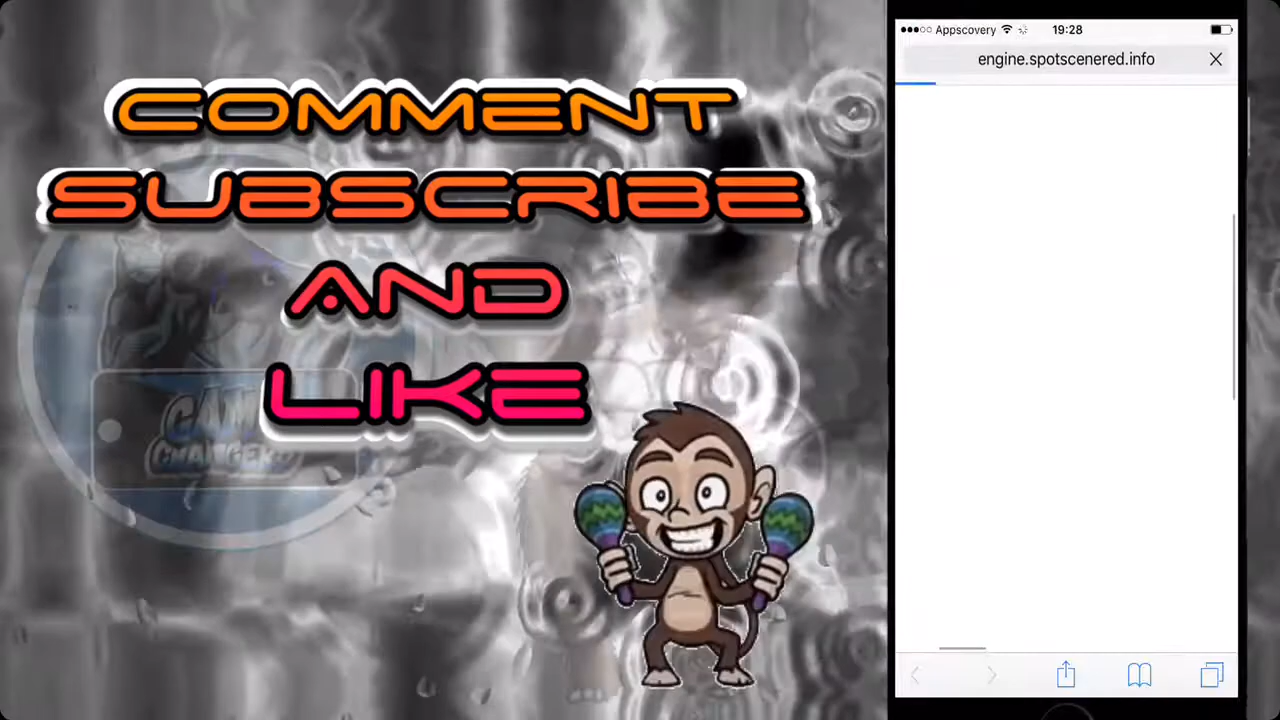 COMMENT
SUBSCRIBE
AND
LIKE
Appscovery
19:28
engine.spotscenered.info